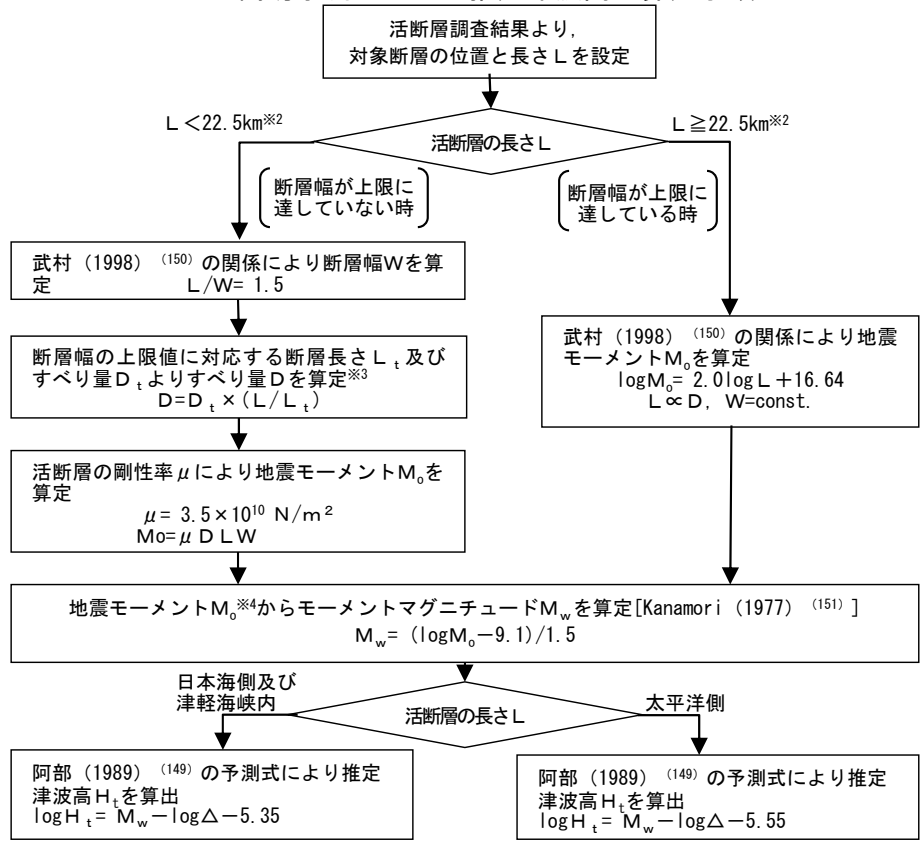 活断層調査結果より，
対象断層の位置と長さＬを設定
Ｌ＜22.5km※2
Ｌ≧22.5km※2
活断層の長さＬ
断層幅が上限に
達していない時
断層幅が上限に
達している時
武村（1998）（150）の関係により断層幅Ｗを算
定　　　　Ｌ/Ｗ= 1.5
断層幅の上限値に対応する断層長さＬｔ及び
すべり量Ｄｔよりすべり࿿量Ｄを算定※3
Ｄ=Ｄｔ×（Ｌ/Ｌｔ）
武村（1998）（150）の関係により地震
モーメントＭ₀を算定
logＭ₀= 2.0logＬ＋16.64
Ｌ∝Ｄ，Ｗ=const.
活断層の剛性率μにより地震モーメントＭ₀を
算定
μ= 3.5×10¹⁰ N/ｍ²
Ｍo=μＤＬＷ
地震モーメントＭ₀※4からモーメントマグニチュードＭｗを算定[Kanamori（1977）（151）]
Ｍｗ=（logＭ₀－9.1)/1.5
日本海側及び
津軽海峡内
太平洋側
活断層の長さＬ
阿部（1989）（149）の予測式により推定
津波高Ｈｔを算出
logＨｔ= Ｍｗ－log△－5.35
阿部（1989）（149）の予測式により推定
津波高Ｈｔを算出
logＨｔ= Ｍｗ－log△－5.55